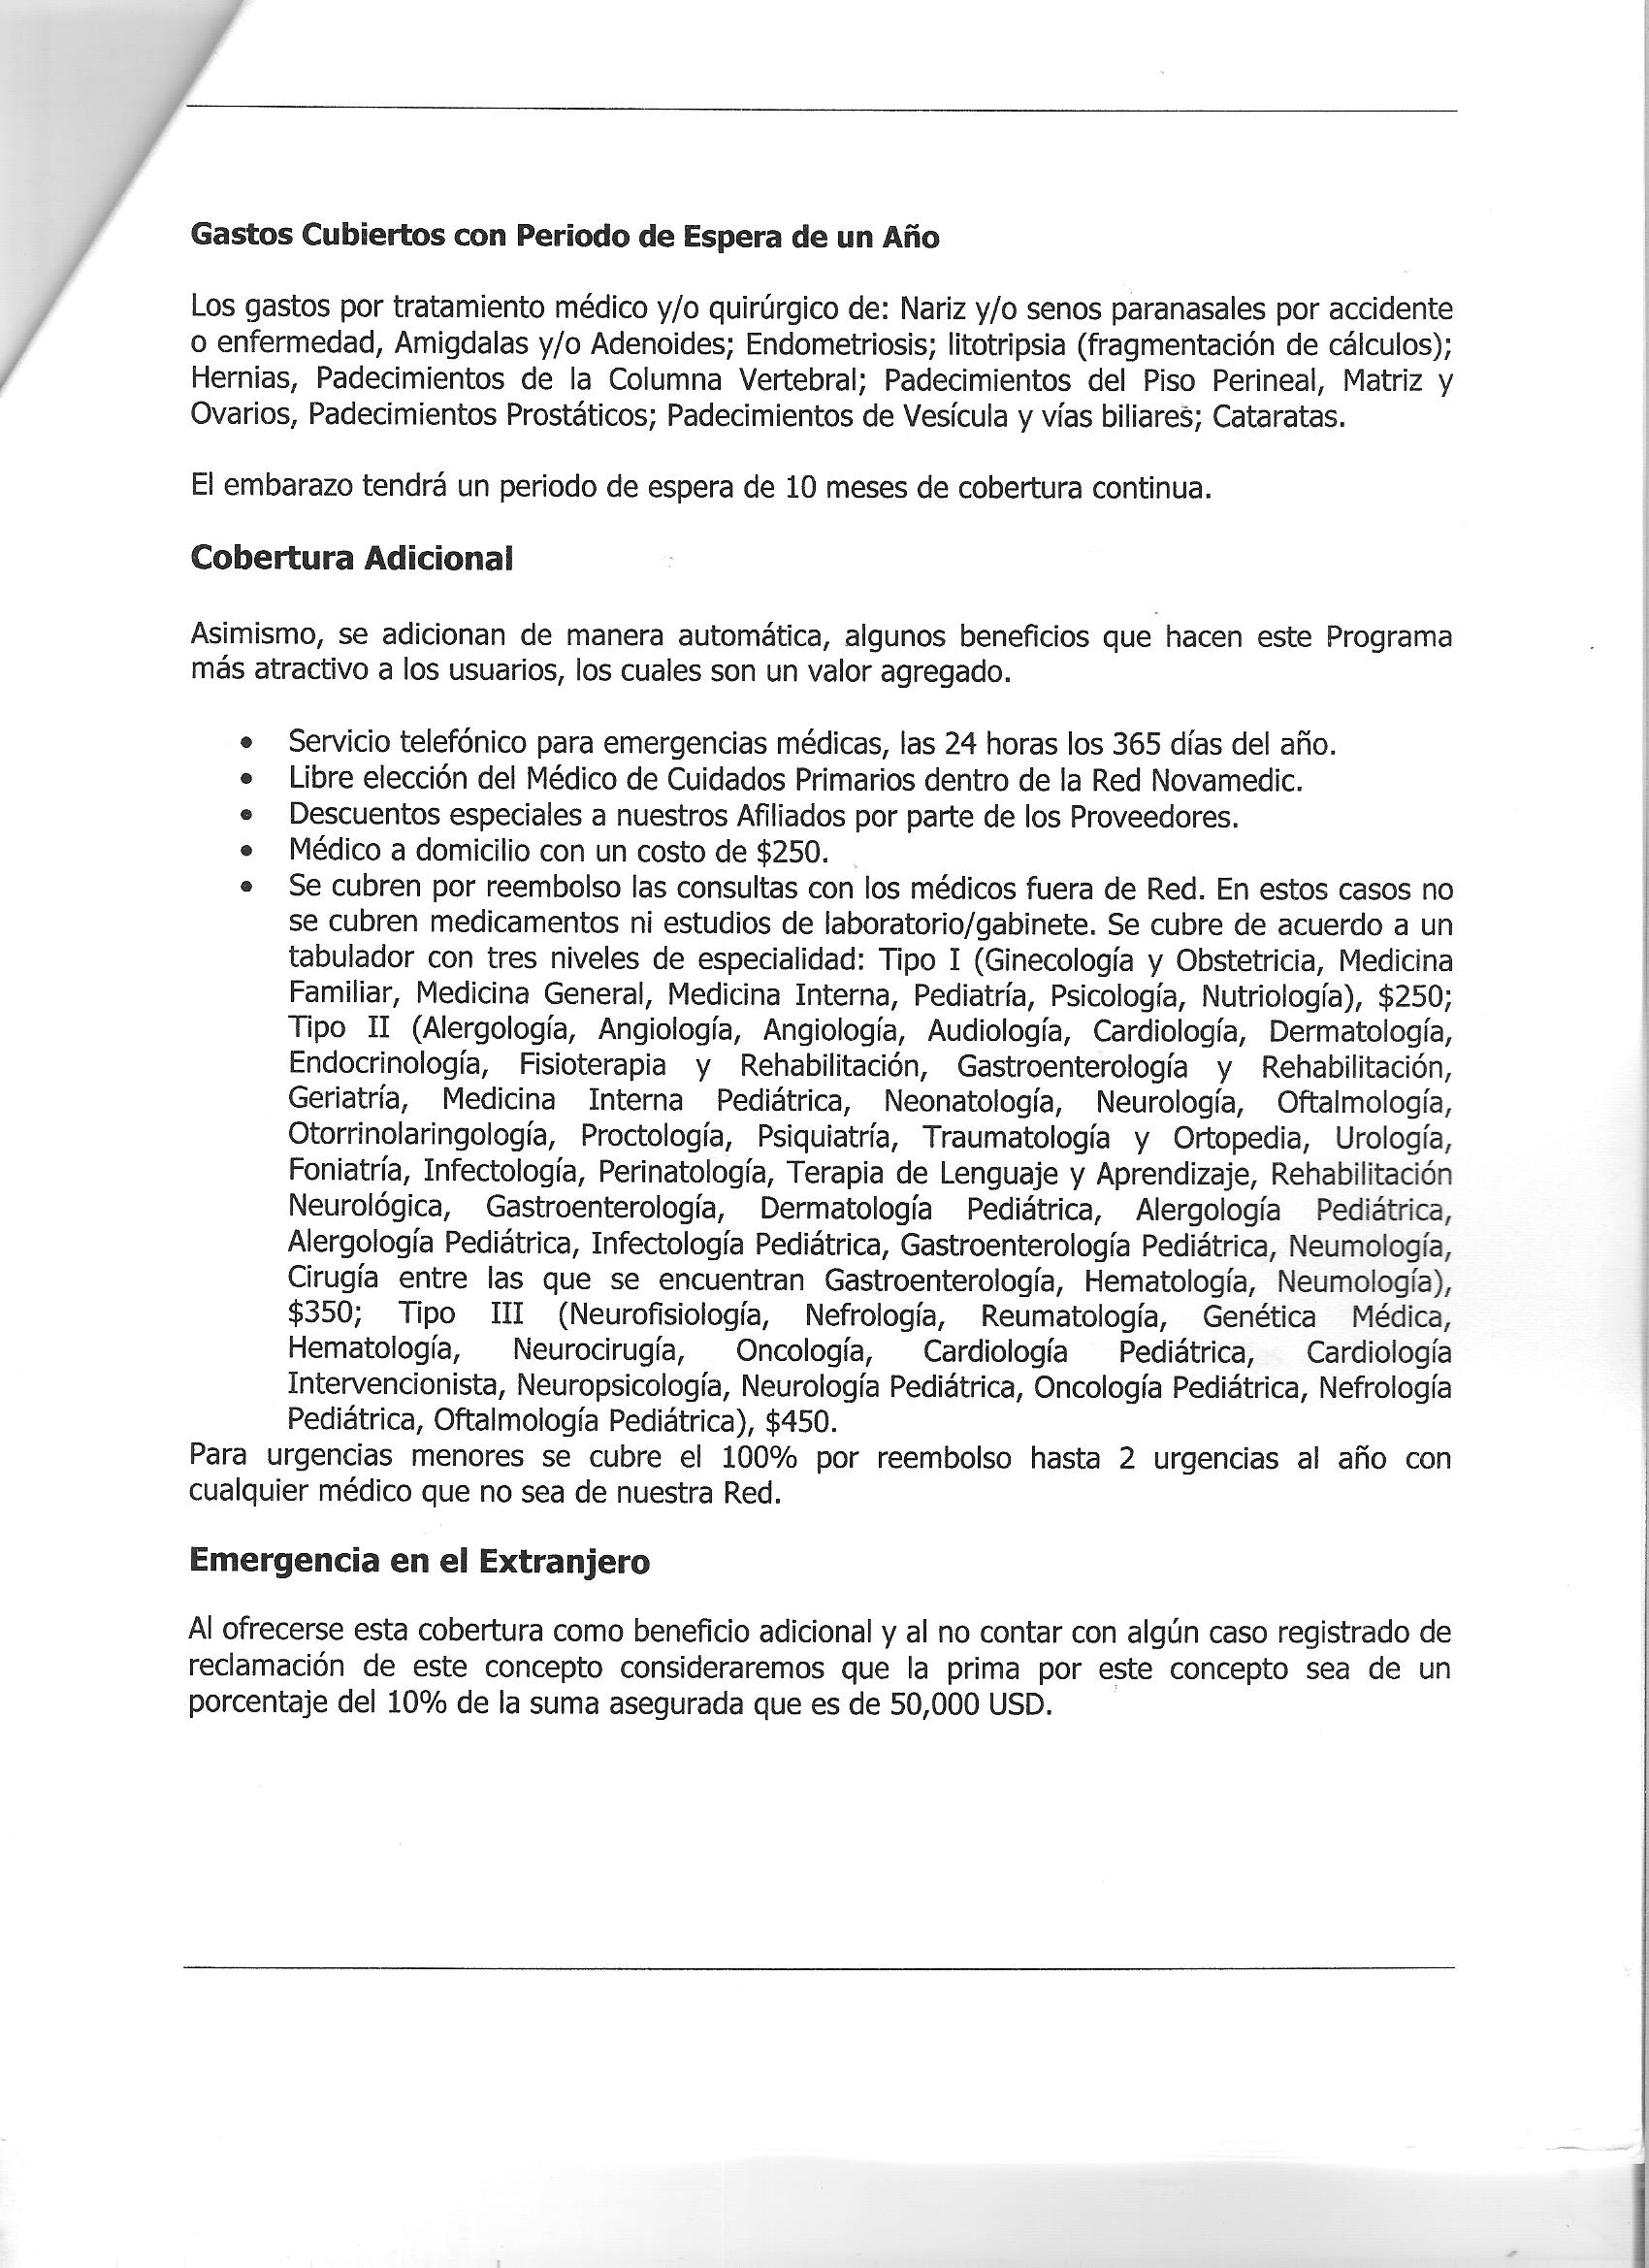 Gastos Cubiertos con Periodo de Espera de un Año
Los gastos por tratamiento médico y/o quirúrgico de: Nariz y/o senos paranasales por accidente
o enfermedad, Amigdalas y/o Adenoides; Endometriosis; litotripsia (fragmentación de cálculos);
Hernias, Padecimientos de la Columna Vertebral; Padecimientos del Piso Perineal, Matriz y
Ovarios, Padecimientos Prostáticos; Padecimientos de Vesícula y vías biliares; Cataratas.
El embarazo tendrá un periodo de espera de 10 meses de cobertura continua.
Cobertura Adicional
Asimismo, se adicionan de manera automática, algunos beneficios que hacen este Programa
más atractivo a los usuarios, los cuales son un valor agregado.
• Servicio telefónico para emergencias médicas, las 24 horas los 365 días del año.
• Libre elección del Médico de Cuidados Primarios dentro de la Red Novamedic.
• Descuentos especiales a nuestros Afiliados por parte de los Proveedores.
• Médico a domicilio con un costo de $250.
• Se cubren por reembolso las consultas con los médicos fuera de Red. En estos casos no
se cubren medicamentos ni estudios de laboratorio/gabinete. Se cubre de acuerdo a un
tabulador con tres niveles de especialidad: Tipo I (Ginecología y Obstetricia, Medicina
Familiar, Medicina General, Medicina Interna, Pediatría, Psicología, Nutriología), $250;
Tipo II (Alergología, Angiología, Angiología, Audiología, Cardiología, Dermatología,
Endocrinología, Fisioterapia y Rehabilitación, Gastroenterología y Rehabilitación,
Geriatría, Medicina Interna Pediátrica, Neonatología, Neurología, Oftalmología,
Otorrinolaringología, Proctología, Psiquiatría, Traumatología y Ortopedia, Urología,
Foniatría, Infectología, Perinatología, Terapia de Lenguaje y Aprendizaje, Rehabilitación
Neurológica, Gastroenterología, Dermatología Pediátrica, Alergología Pediátrica,
Alergología Pediátrica, Infectología Pediátrica, Gastroenterología Pediátrica, Neumología,
Cirugía entre las que se encuentran Gastroenterología, Hematología, Neumología),
$350; Tipo III (Neurofisiología, Nefrología, Reumatología, Genética Médica,
Hematología, Neurocirugía, Oncología, Cardiología Pediátrica, Cardiología
Intervencionista, Neuropsicología, Neurología Pediátrica, Oncología Pediátrica, Nefrología
Pediátrica, Oftalmología Pediátrica), $450.
Para urgencias menores se cubre el 100% por reembolso hasta 2 urgencias al año con
cualquier médico que no sea de nuestra Red.
Emergencia en el Extranjero
Al ofrecerse esta cobertura como beneficio adicional y al no contar con algún caso registrado de
reclamación de este concepto consideraremos que la prima por este concepto sea de un
porcentaje del 10% de la suma asegurada que es de 50,000 USD.